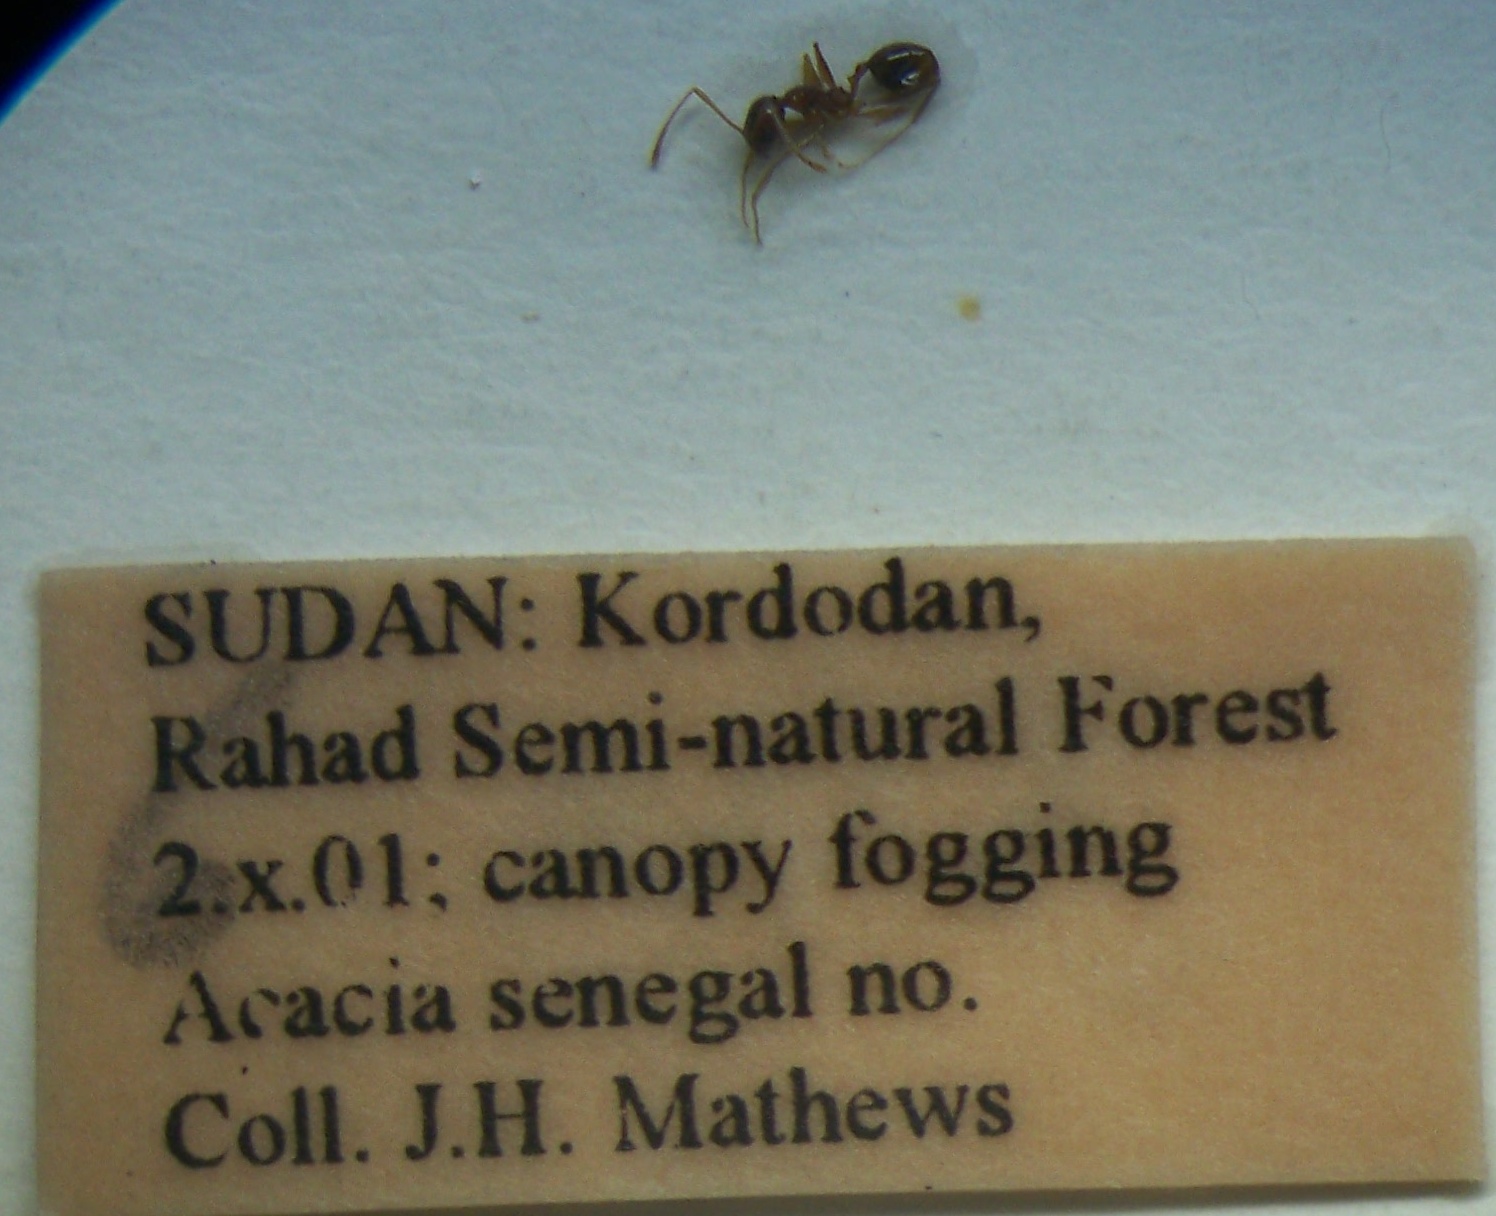 SUDAN: Kordodan,
Rahad Semi-natural Forest
2.x.01; canopy fogging
Acacia senegal no.
Coll. J.H. Mathews